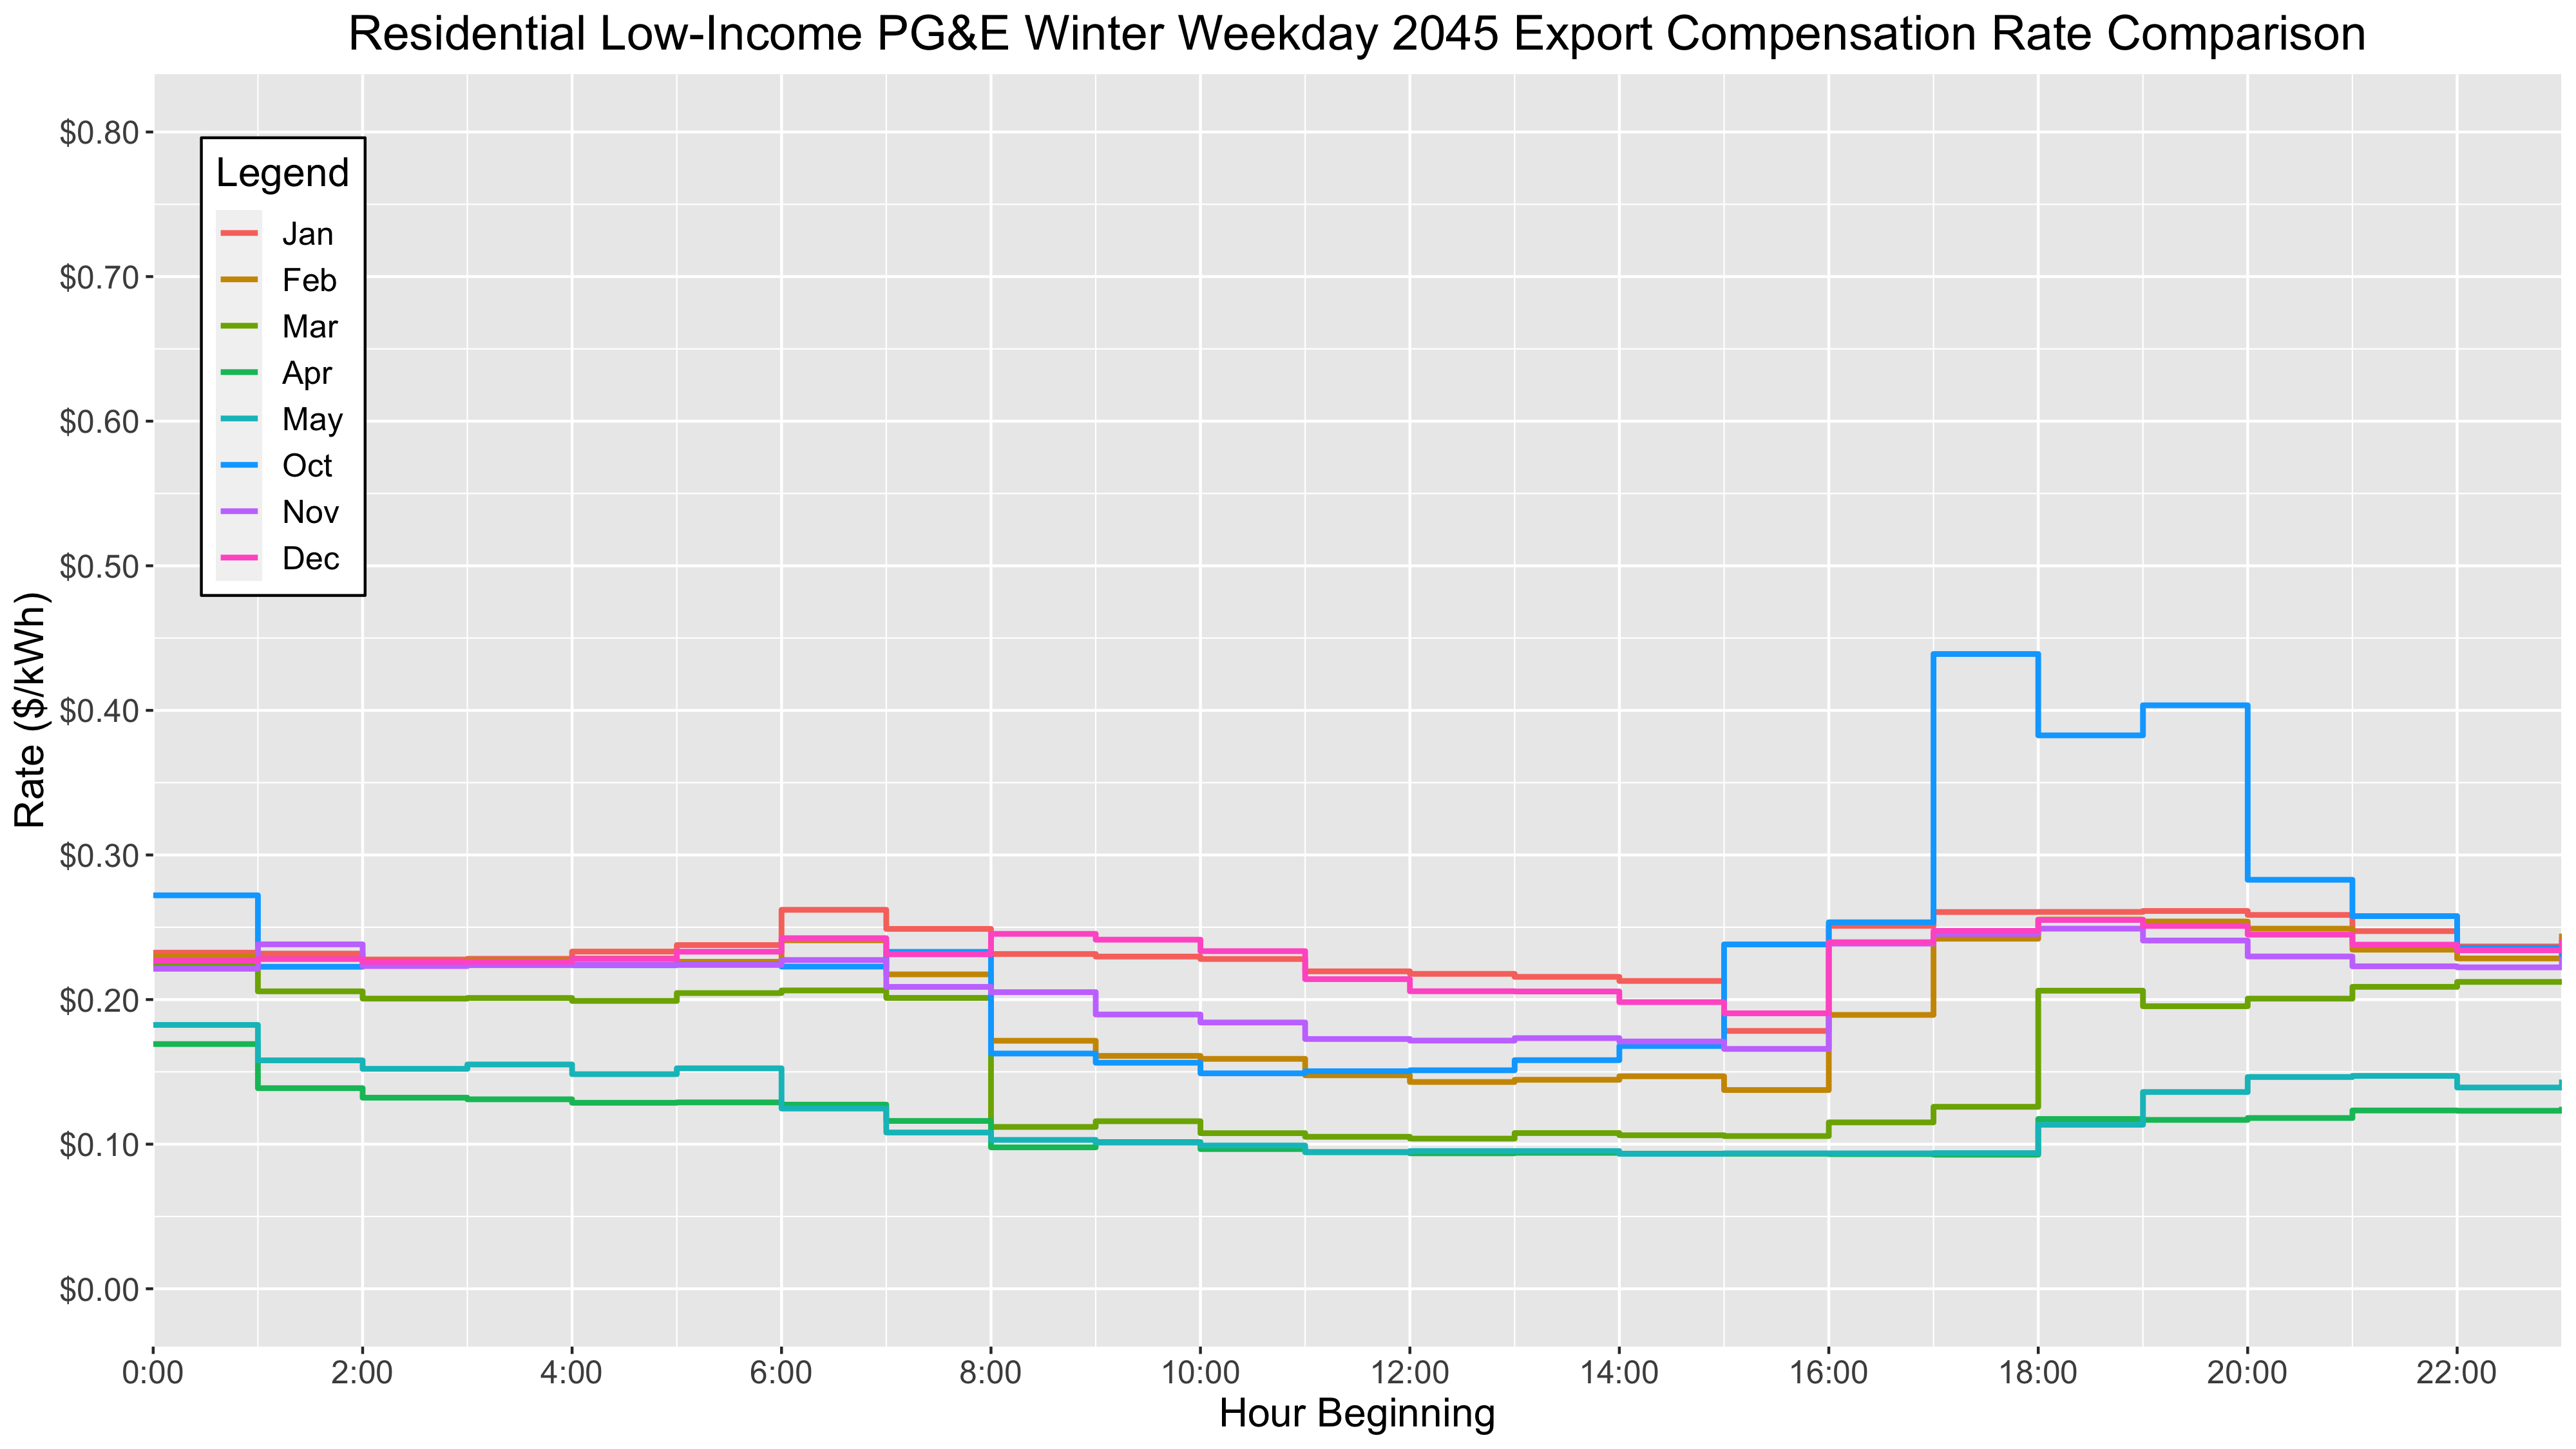 Residential Low-Income PG&E Winter Weekday 2045 Export Compensation Rate Comparison
Rate ($/kWh)
$0.80
$0.70
$0.60
$0.50
$0.40
$0.30
$0.20
$0.10
$0.00
Legend
Jan
Feb
Mar
Apr
May
Oct
Nov
Dec
0:00 2:00 4:00 6:00 8:00 10:00 12:00 14:00 16:00 18:00 20:00 22:00
Hour Beginning